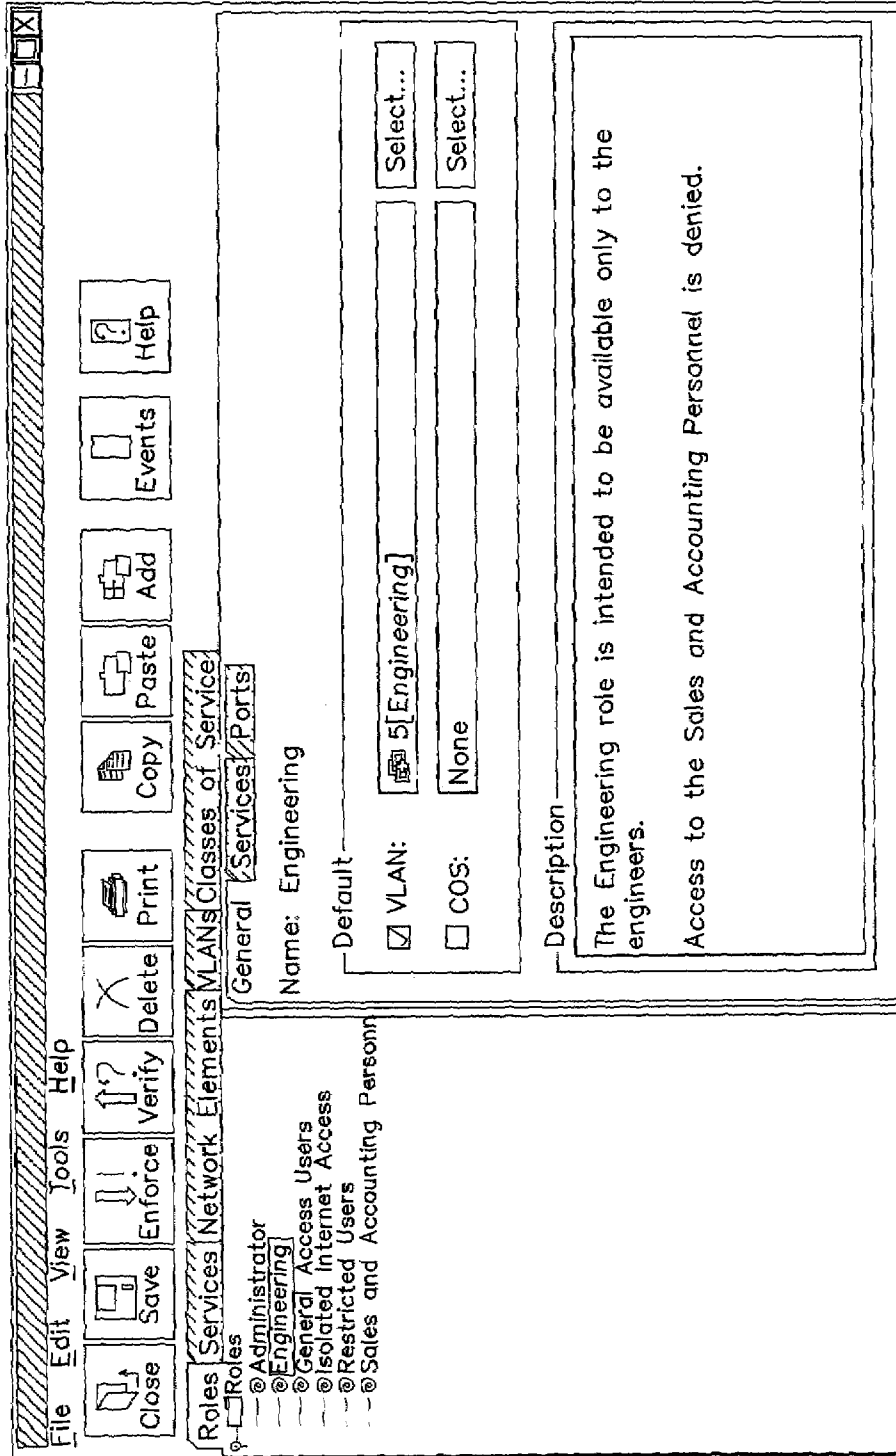 File Edit View Tools Help
Close Save Enforce Verify Delete Print Copy Paste Add Events Help
Roles Services Network Elements VLANs Classes of Service
Roles
Administrator
Engineering
General Access Users
Isolated Internet Access
Restricted Users
Sales and Accounting Personn
General Services Ports
Name: Engineering
Default
VLAN: 5[Engineering] Select...
COS: None Select...
Description
The Engineering role is intended to be available only to the
engineers.
Access to the Sales and Accounting Personnel is denied.